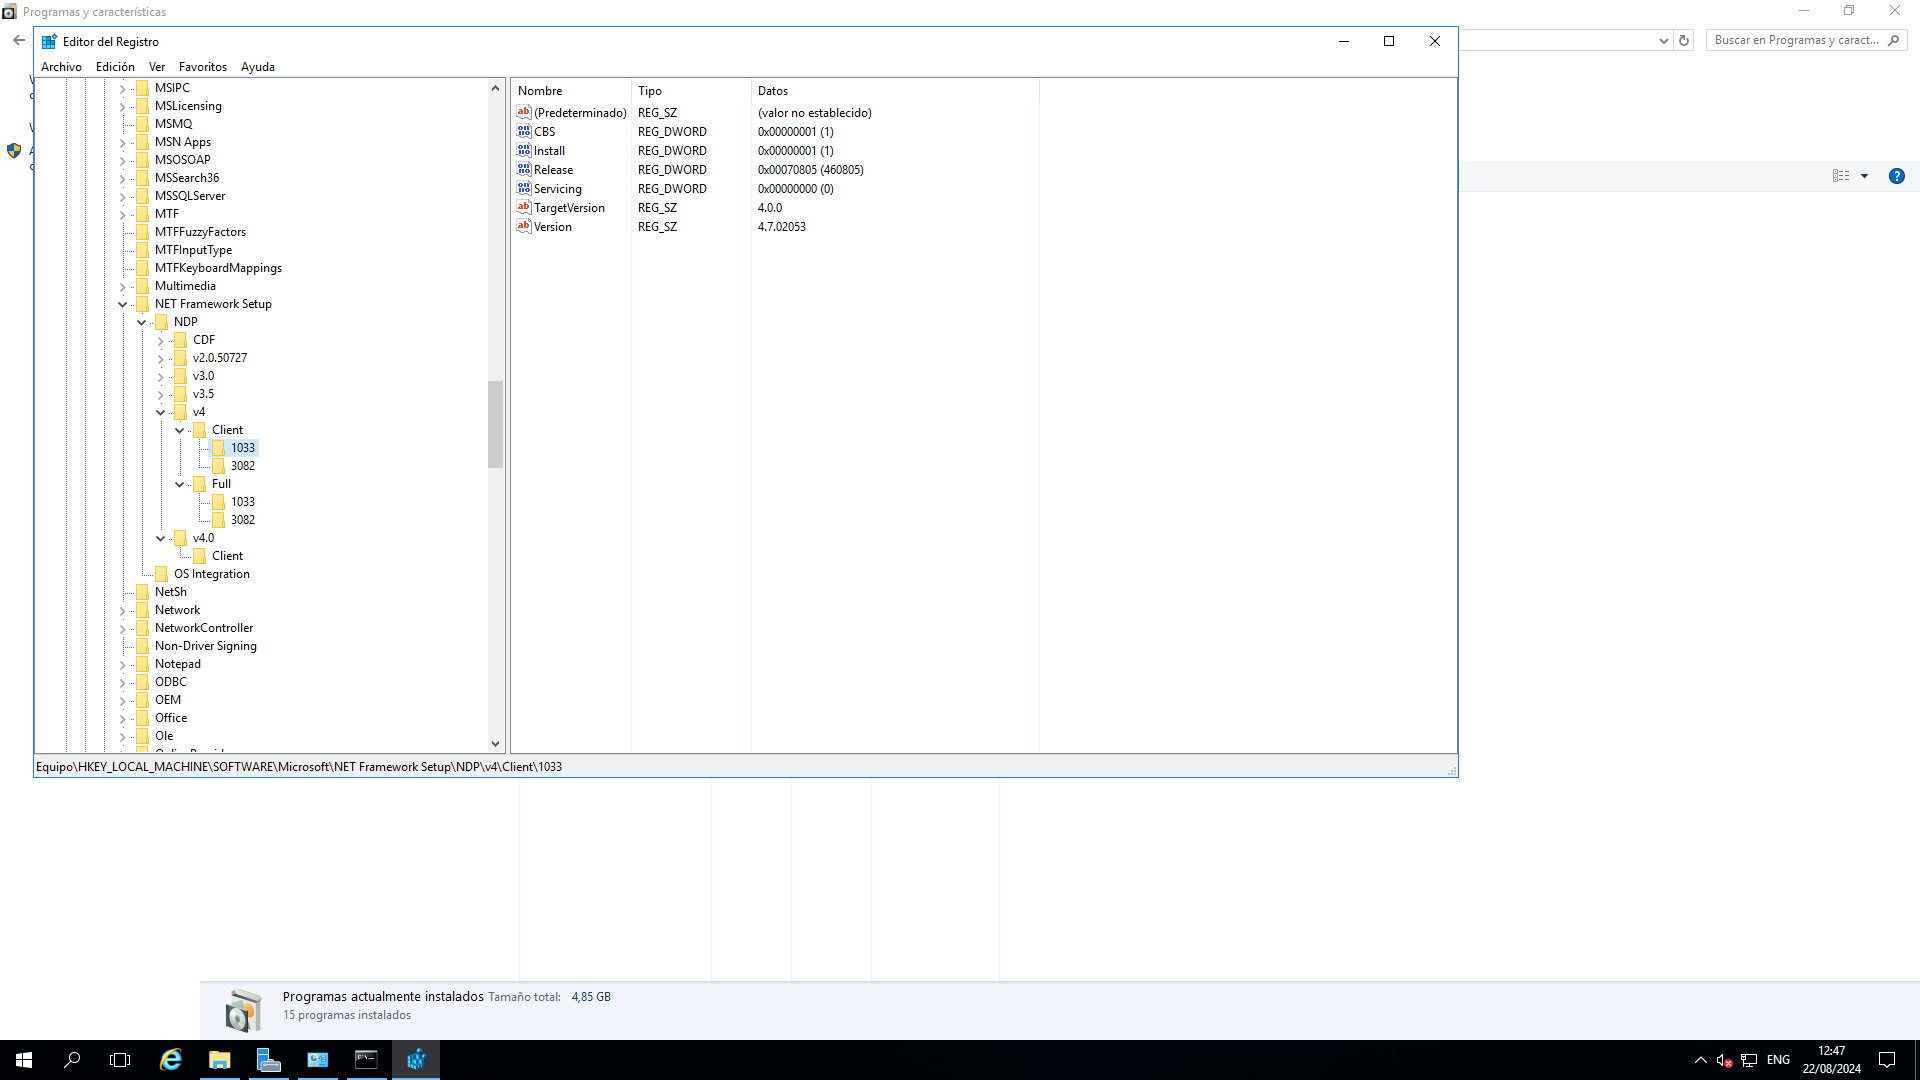 Programas y características
Buscar en Programas y caract...
Editor del Registro
Archivo Edición Ver Favoritos Ayuda
MSIPC
MSLicensing
MSMQ
MSN Apps
MSOSOAP
MSSearch36
MSSQLServer
MTF
MTFFuzzyFactors
MTFInputType
MTFKeyboardMappings
Multimedia
NET Framework Setup
NDP
CDF
v2.0.50727
v3.0
v3.5
v4
Client
1033
3082
Full
1033
3082
v4.0
Client
OS Integration
NetSh
Network
NetworkController
Non-Driver Signing
Notepad
ODBC
OEM
Office
Ole
Nombre Tipo Datos
(Predeterminado) REG_SZ (valor no establecido)
CBS REG_DWORD 0x00000001 (1)
Install REG_DWORD 0x00000001 (1)
Release REG_DWORD 0x00070805 (460805)
Servicing REG_DWORD 0x00000000 (0)
TargetVersion REG_SZ 4.0.0
Version REG_SZ 4.7.02053
Equipo\HKEY_LOCAL_MACHINE\SOFTWARE\Microsoft\NET Framework Setup\NDP\v4\Client\1033
Programas actualmente instalados Tamaño total: 4,85 GB
15 programas instalados
ENG
12:47
22/08/2024